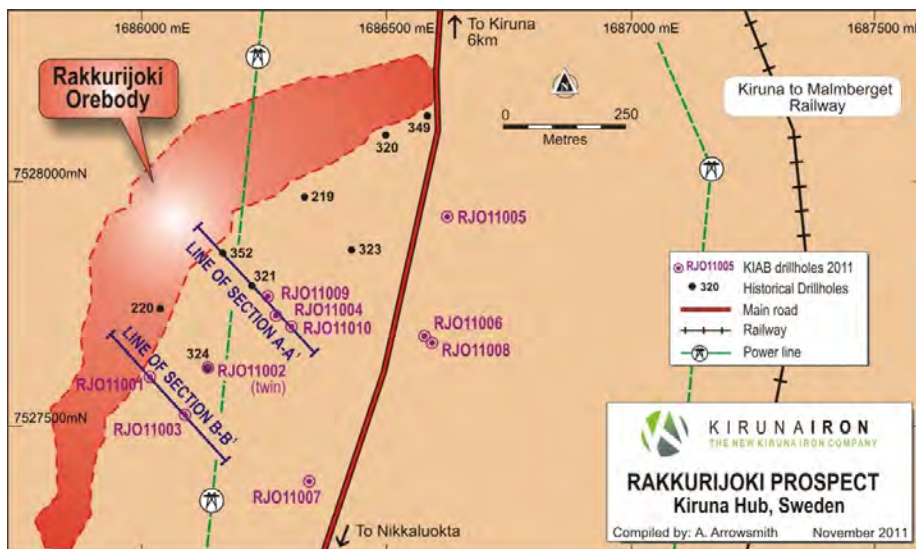 1686000 mE
1686500 mE
1687000 mE
1687500 mE
To Kiruna
6km
Rakkurijoki
Orebody
Kiruna to Malmberget
Railway
0
250
Metres
349
320
7528000mN
219
RJO11005
323
352
LINE OF SECTION A-A'
321
RJO11009
RJO11004
RJO11010
220
RJO11006
RJO11008
LINE OF SECTION B-B'
324
RJO11002
(twin)
RJO11001
7527500mN
RJO11003
RJO11007
To Nikkaluokta
RJO11005 KIAB drillholes 2011
320 Historical Drillholes
Main road
Railway
Power line
KIRUNAIRON
THE NEW KIRUNA IRON COMPANY
RAKKURIJOKI PROSPECT
Kiruna Hub, Sweden
Compiled by: A. Arrowsmith November 2011